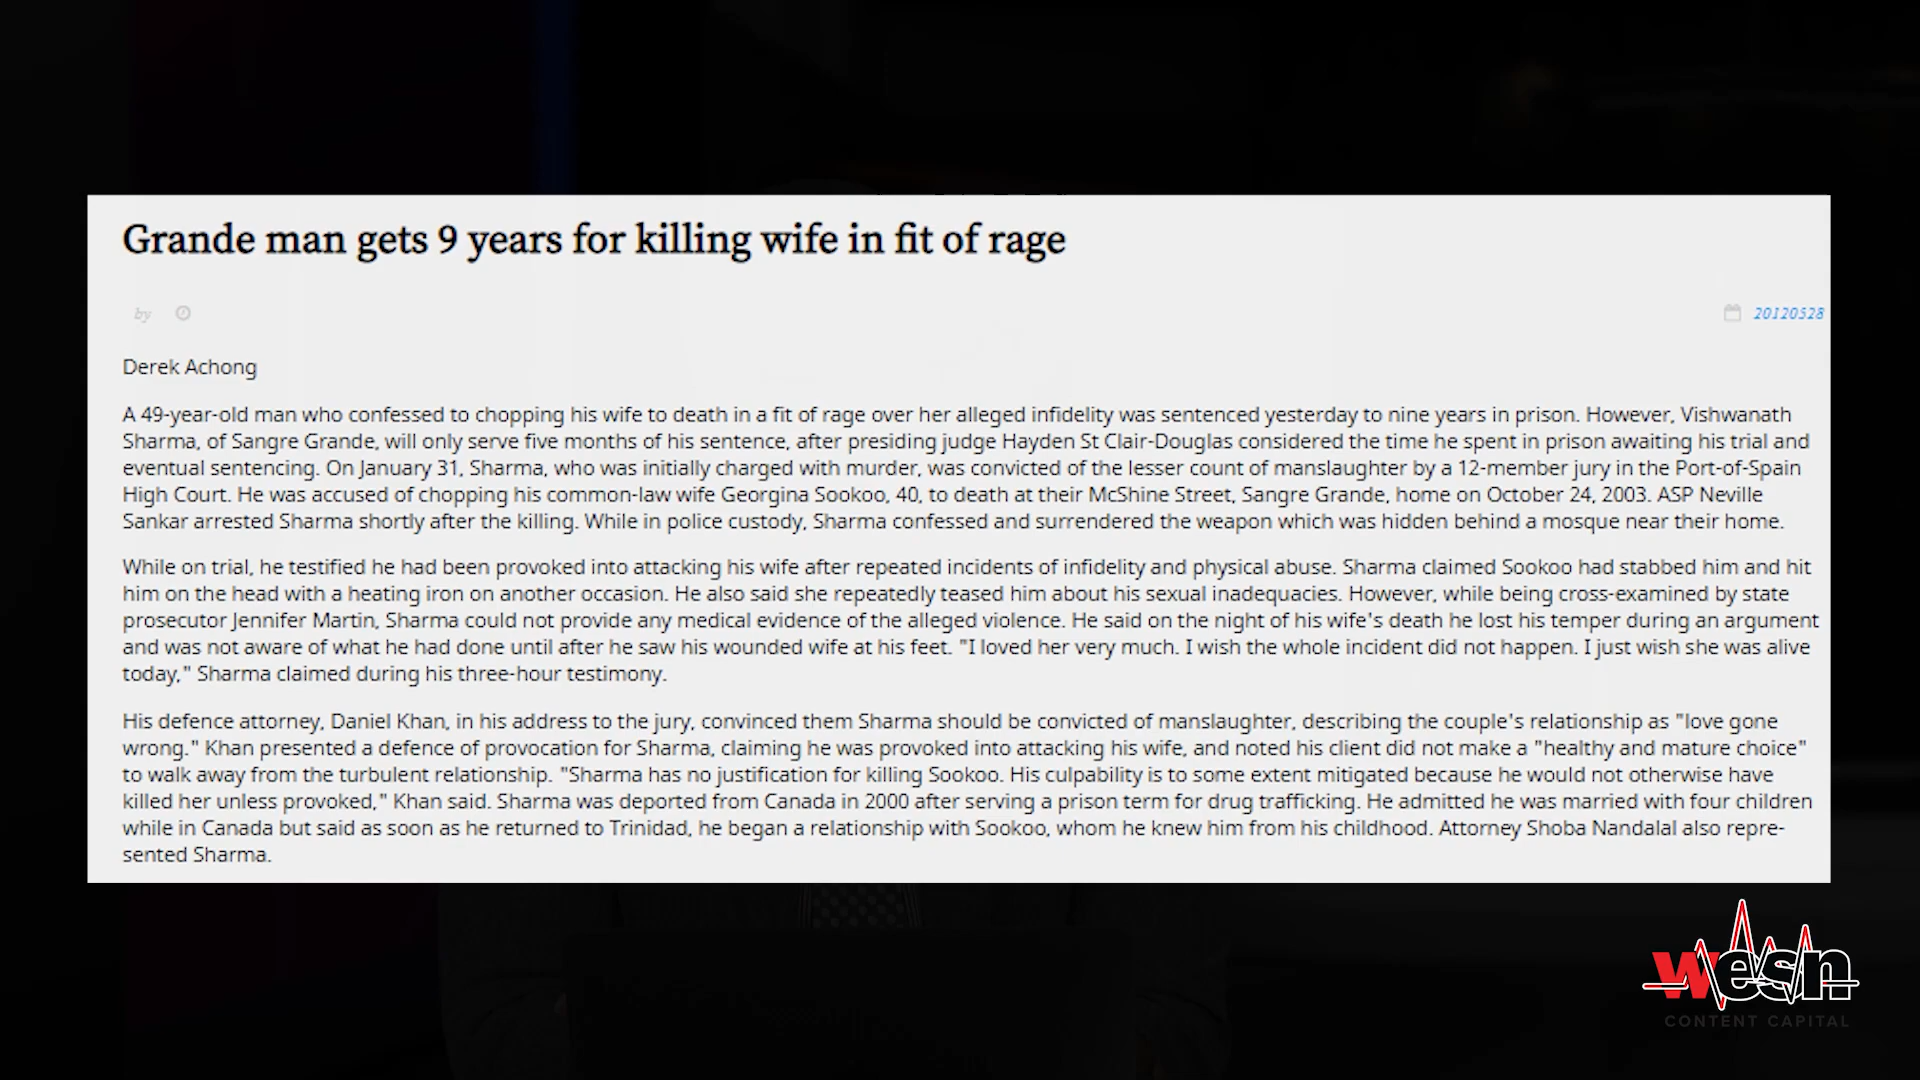 Grande man gets 9 years for killing wife in fit of rage
by
20120528
Derek Achong
A 49-year-old man who confessed to chopping his wife to death in a fit of rage over her alleged infidelity was sentenced yesterday to nine years in prison. However, Vishwanath
Sharma, of Sangre Grande, will only serve five months of his sentence, after presiding judge Hayden St Clair-Douglas considered the time he spent in prison awaiting his trial and
eventual sentencing. On January 31, Sharma, who was initially charged with murder, was convicted of the lesser count of manslaughter by a 12-member jury in the Port-of-Spain
High Court. He was accused of chopping his common-law wife Georgina Sookoo, 40, to death at their McShine Street, Sangre Grande, home on October 24, 2003. ASP Neville
Sankar arrested Sharma shortly after the killing. While in police custody, Sharma confessed and surrendered the weapon which was hidden behind a mosque near their home.
While on trial, he testified he had been provoked into attacking his wife after repeated incidents of infidelity and physical abuse. Sharma claimed Sookoo had stabbed him and hit
him on the head with a heating iron on another occasion. He also said she repeatedly teased him about his sexual inadequacies. However, while being cross-examined by state
prosecutor Jennifer Martin, Sharma could not provide any medical evidence of the alleged violence. He said on the night of his wife's death he lost his temper during an argument
and was not aware of what he had done until after he saw his wounded wife at his feet. "I loved her very much. I wish the whole incident did not happen. I just wish she was alive
today," Sharma claimed during his three-hour testimony.
His defence attorney, Daniel Khan, in his address to the jury, convinced them Sharma should be convicted of manslaughter, describing the couple's relationship as "love gone
wrong." Khan presented a defence of provocation for Sharma, claiming he was provoked into attacking his wife, and noted his client did not make a "healthy and mature choice"
to walk away from the turbulent relationship. "Sharma has no justification for killing Sookoo. His culpability is to some extent mitigated because he would not otherwise have
killed her unless provoked," Khan said. Sharma was deported from Canada in 2000 after serving a prison term for drug trafficking. He admitted he was married with four children
while in Canada but said as soon as he returned to Trinidad, he began a relationship with Sookoo, whom he knew him from his childhood. Attorney Shoba Nandalal also repre-
sented Sharma.
wesn
CONTENT CAPITAL